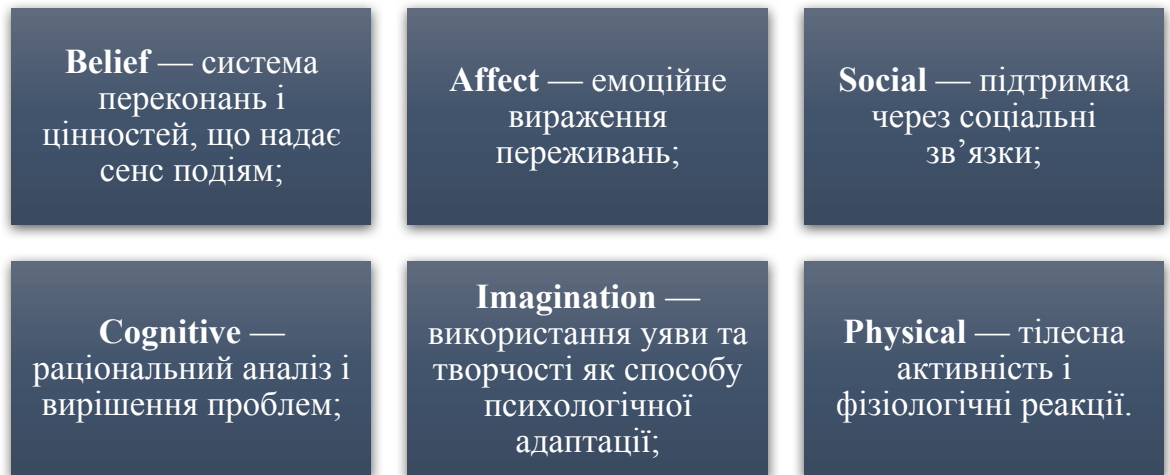 Belief — система
переконань і
цінностей, що надає
сенс подіям;
Affect — емоційне
вираження
переживань;
Social — підтримка
через соціальні
зв’язки;
Cognitive —
раціональний аналіз і
вирішення проблем;
Imagination —
використання уяви та
творчості як способу
психологічної
адаптації;
Physical — тілесна
активність і
фізіологічні реакції.